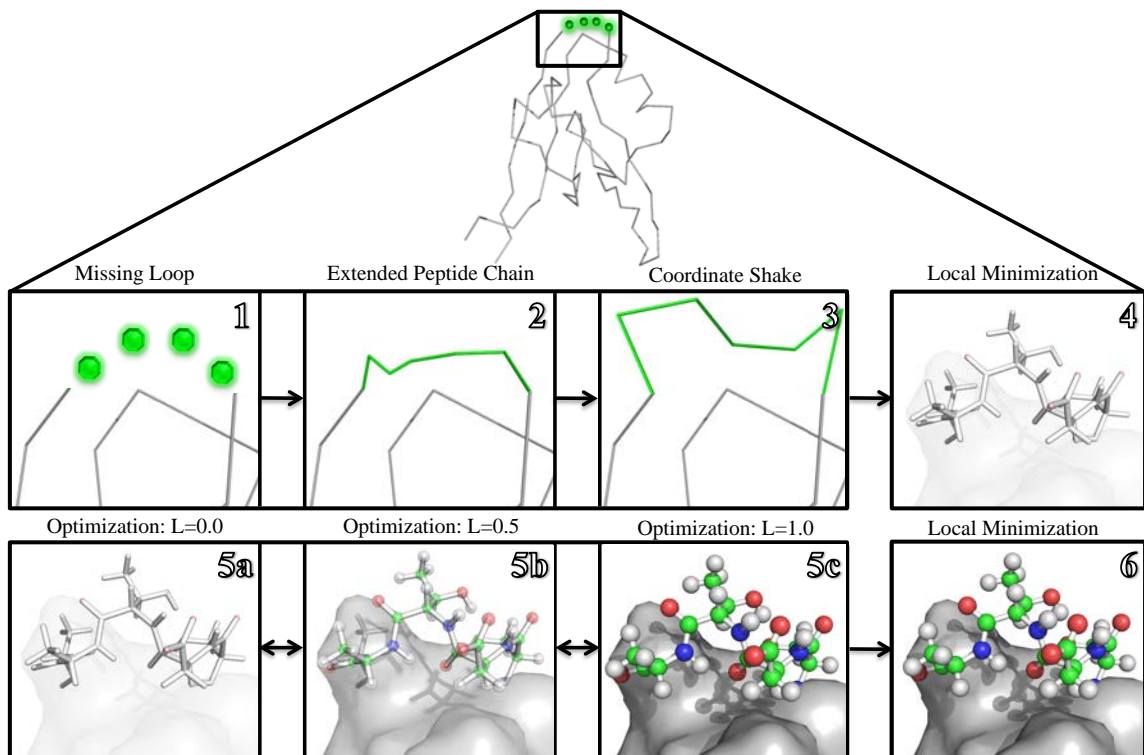 Missing Loop
Extended Peptide Chain
Coordinate Shake
Local Minimization
1
2
3
4
Optimization: L=0.0
Optimization: L=0.5
Optimization: L=1.0
Local Minimization
5a
5b
5c
6